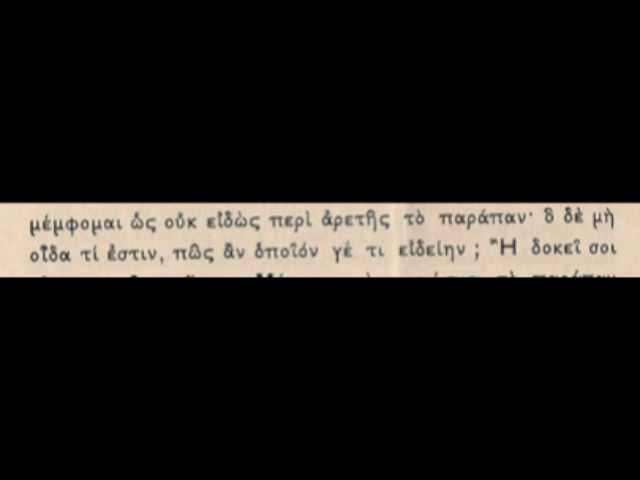 μέμφομαι ὡς οὐκ εἰδὼς περὶ ἀρετῆς τὸ παράπαν· ὃ δὲ μὴ
οἶδα τί ἐστιν, πῶς ἂν ὁποῖόν γέ τι εἰδείην ; Ἢ δοκεῖ σοι